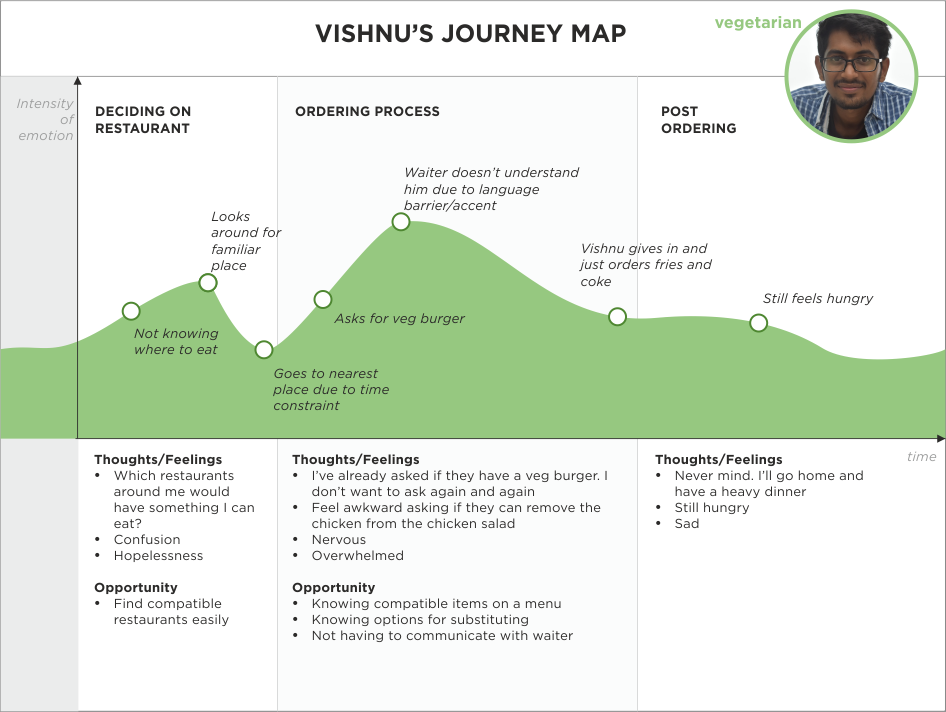 VISHNU’S JOURNEY MAP
vegetarian
Intensity
of
emotion
DECIDING ON
RESTAURANT
ORDERING PROCESS
POST
ORDERING
Waiter doesn’t understand
him due to language
barrier/accent
Looks
around for
familiar
place
Vishnu gives in and
just orders fries and
coke
Still feels hungry
Not knowing
where to eat
Asks for veg burger
Goes to nearest
place due to time
constraint
time
Thoughts/Feelings
• Which restaurants
around me would
have something I can
eat?
• Confusion
• Hopelessness
Opportunity
• Find compatible
restaurants easily
Thoughts/Feelings
• I’ve already asked if they have a veg burger. I
don’t want to ask again and again
• Feel awkward asking if they can remove the
chicken from the chicken salad
• Nervous
• Overwhelmed
Opportunity
• Knowing compatible items on a menu
• Knowing options for substituting
• Not having to communicate with waiter
Thoughts/Feelings
• Never mind. I’ll go home and
have a heavy dinner
• Still hungry
• Sad